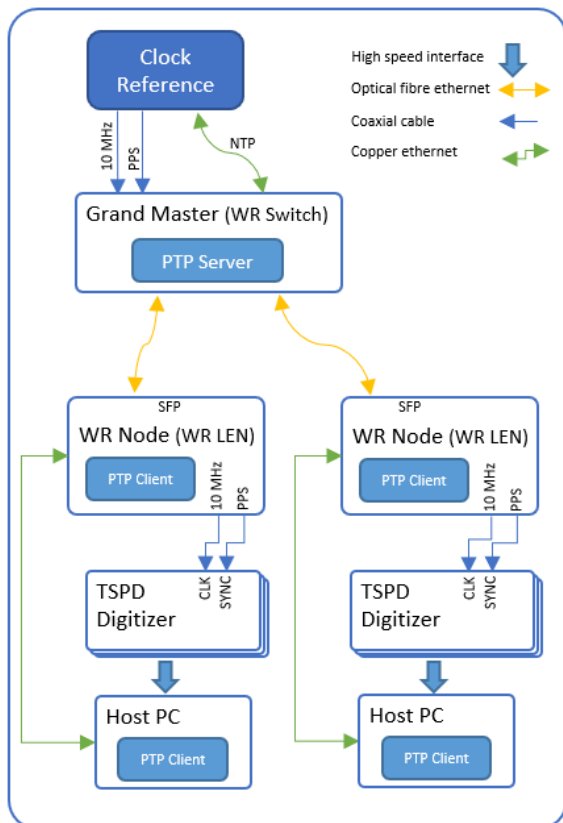 Clock
Reference
High speed interface
Optical fibre ethernet
Coaxial cable
Copper ethernet
10 MHz
PPS
NTP
Grand Master (WR Switch)
PTP Server
SFP
WR Node (WR LEN)
PTP Client
10 MHz
PPS
CLK
SYNC
TSPD
Digitizer
Host PC
PTP Client
SFP
WR Node (WR LEN)
PTP Client
10 MHz
PPS
CLK
SYNC
TSPD
Digitizer
Host PC
PTP Client